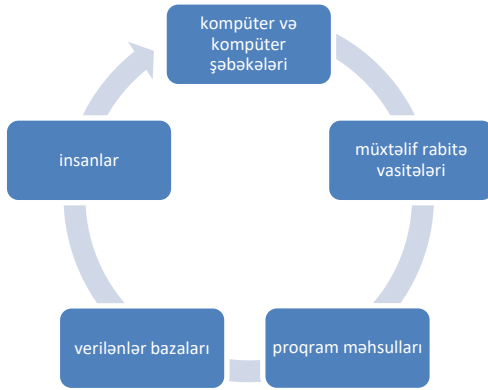 kompüter və
kompüter
şəbəkələri
müxtəlif rabitə
vasitələri
proqram məhsulları
verilənlər bazaları
insanlar